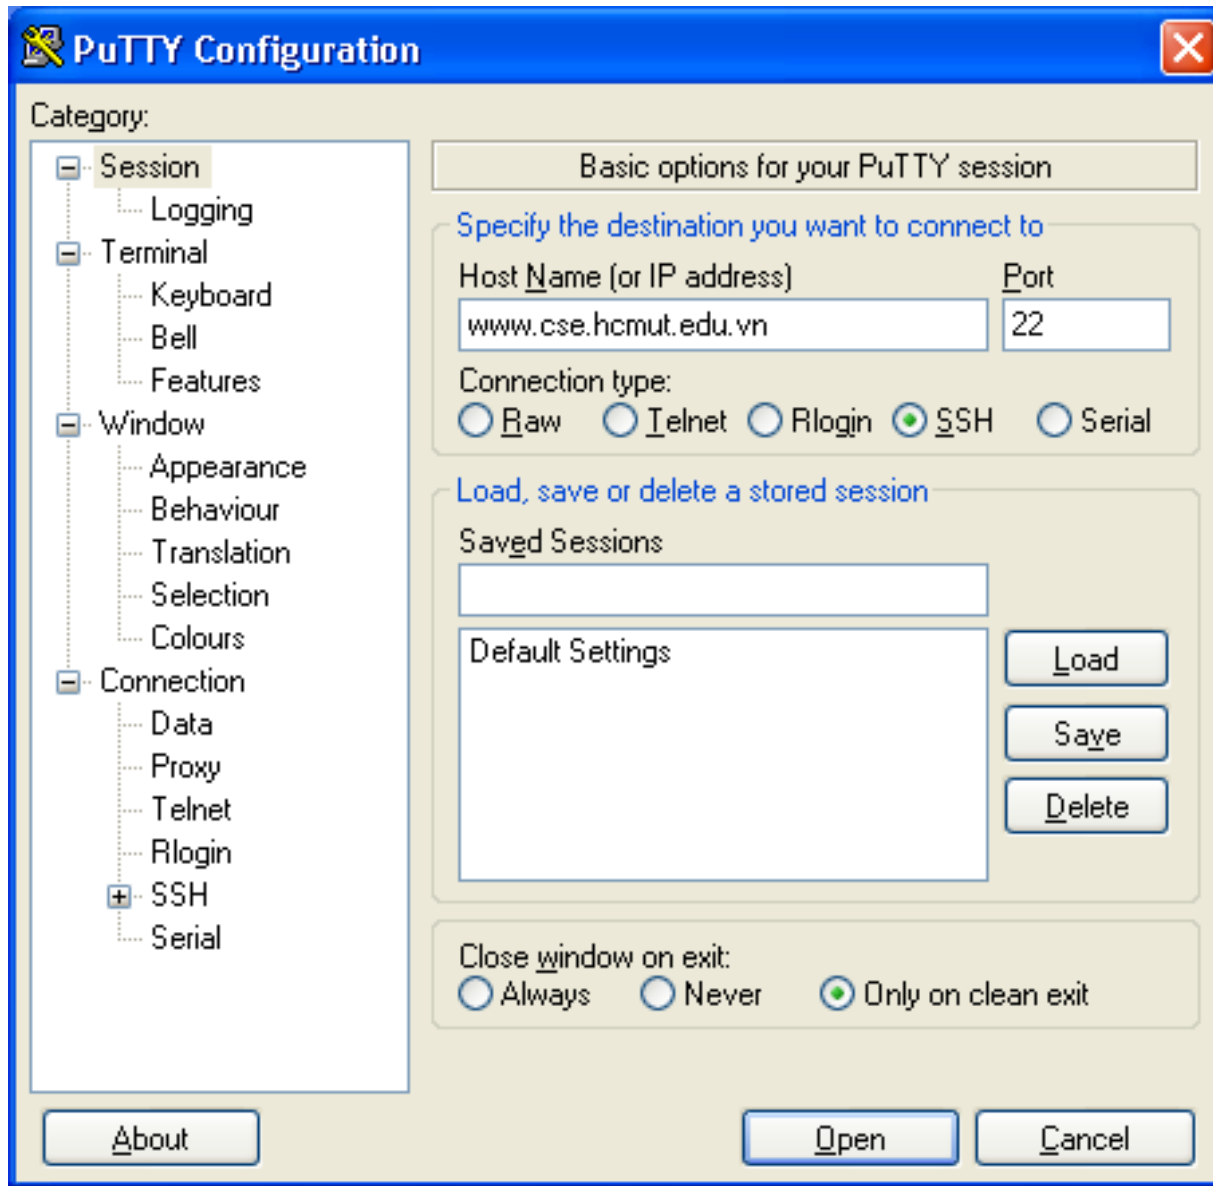 PuTTY Configuration
Category:
Session
Logging
Terminal
Keyboard
Bell
Features
Window
Appearance
Behaviour
Translation
Selection
Colours
Connection
Data
Proxy
Telnet
Rlogin
SSH
Serial
Basic options for your PuTTY session
Specify the destination you want to connect to
Host Name (or IP address) Port
www.cse.hcmut.edu.vn 22
Connection type:
Raw Telnet Rlogin SSH Serial
Load, save or delete a stored session
Saved Sessions
Default Settings
Load
Save
Delete
Close window on exit:
Always Never Only on clean exit
About Open Cancel